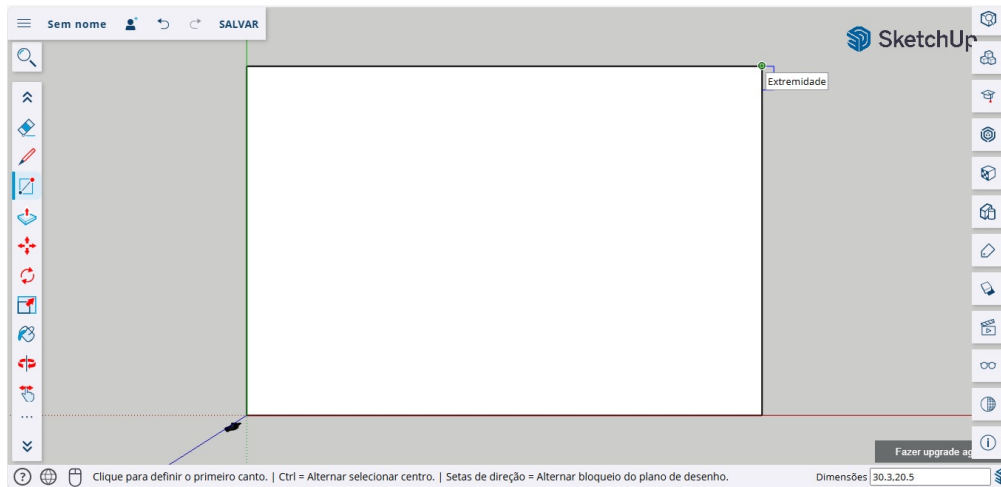 Sem nome SALVAR
SketchUp
Extremidade
Fazer upgrade ag
Clique para definir o primeiro canto. | Ctrl = Alternar selecionar centro. | Setas de direção = Alternar bloqueio do plano de desenho.
Dimensões 30.3,20.5